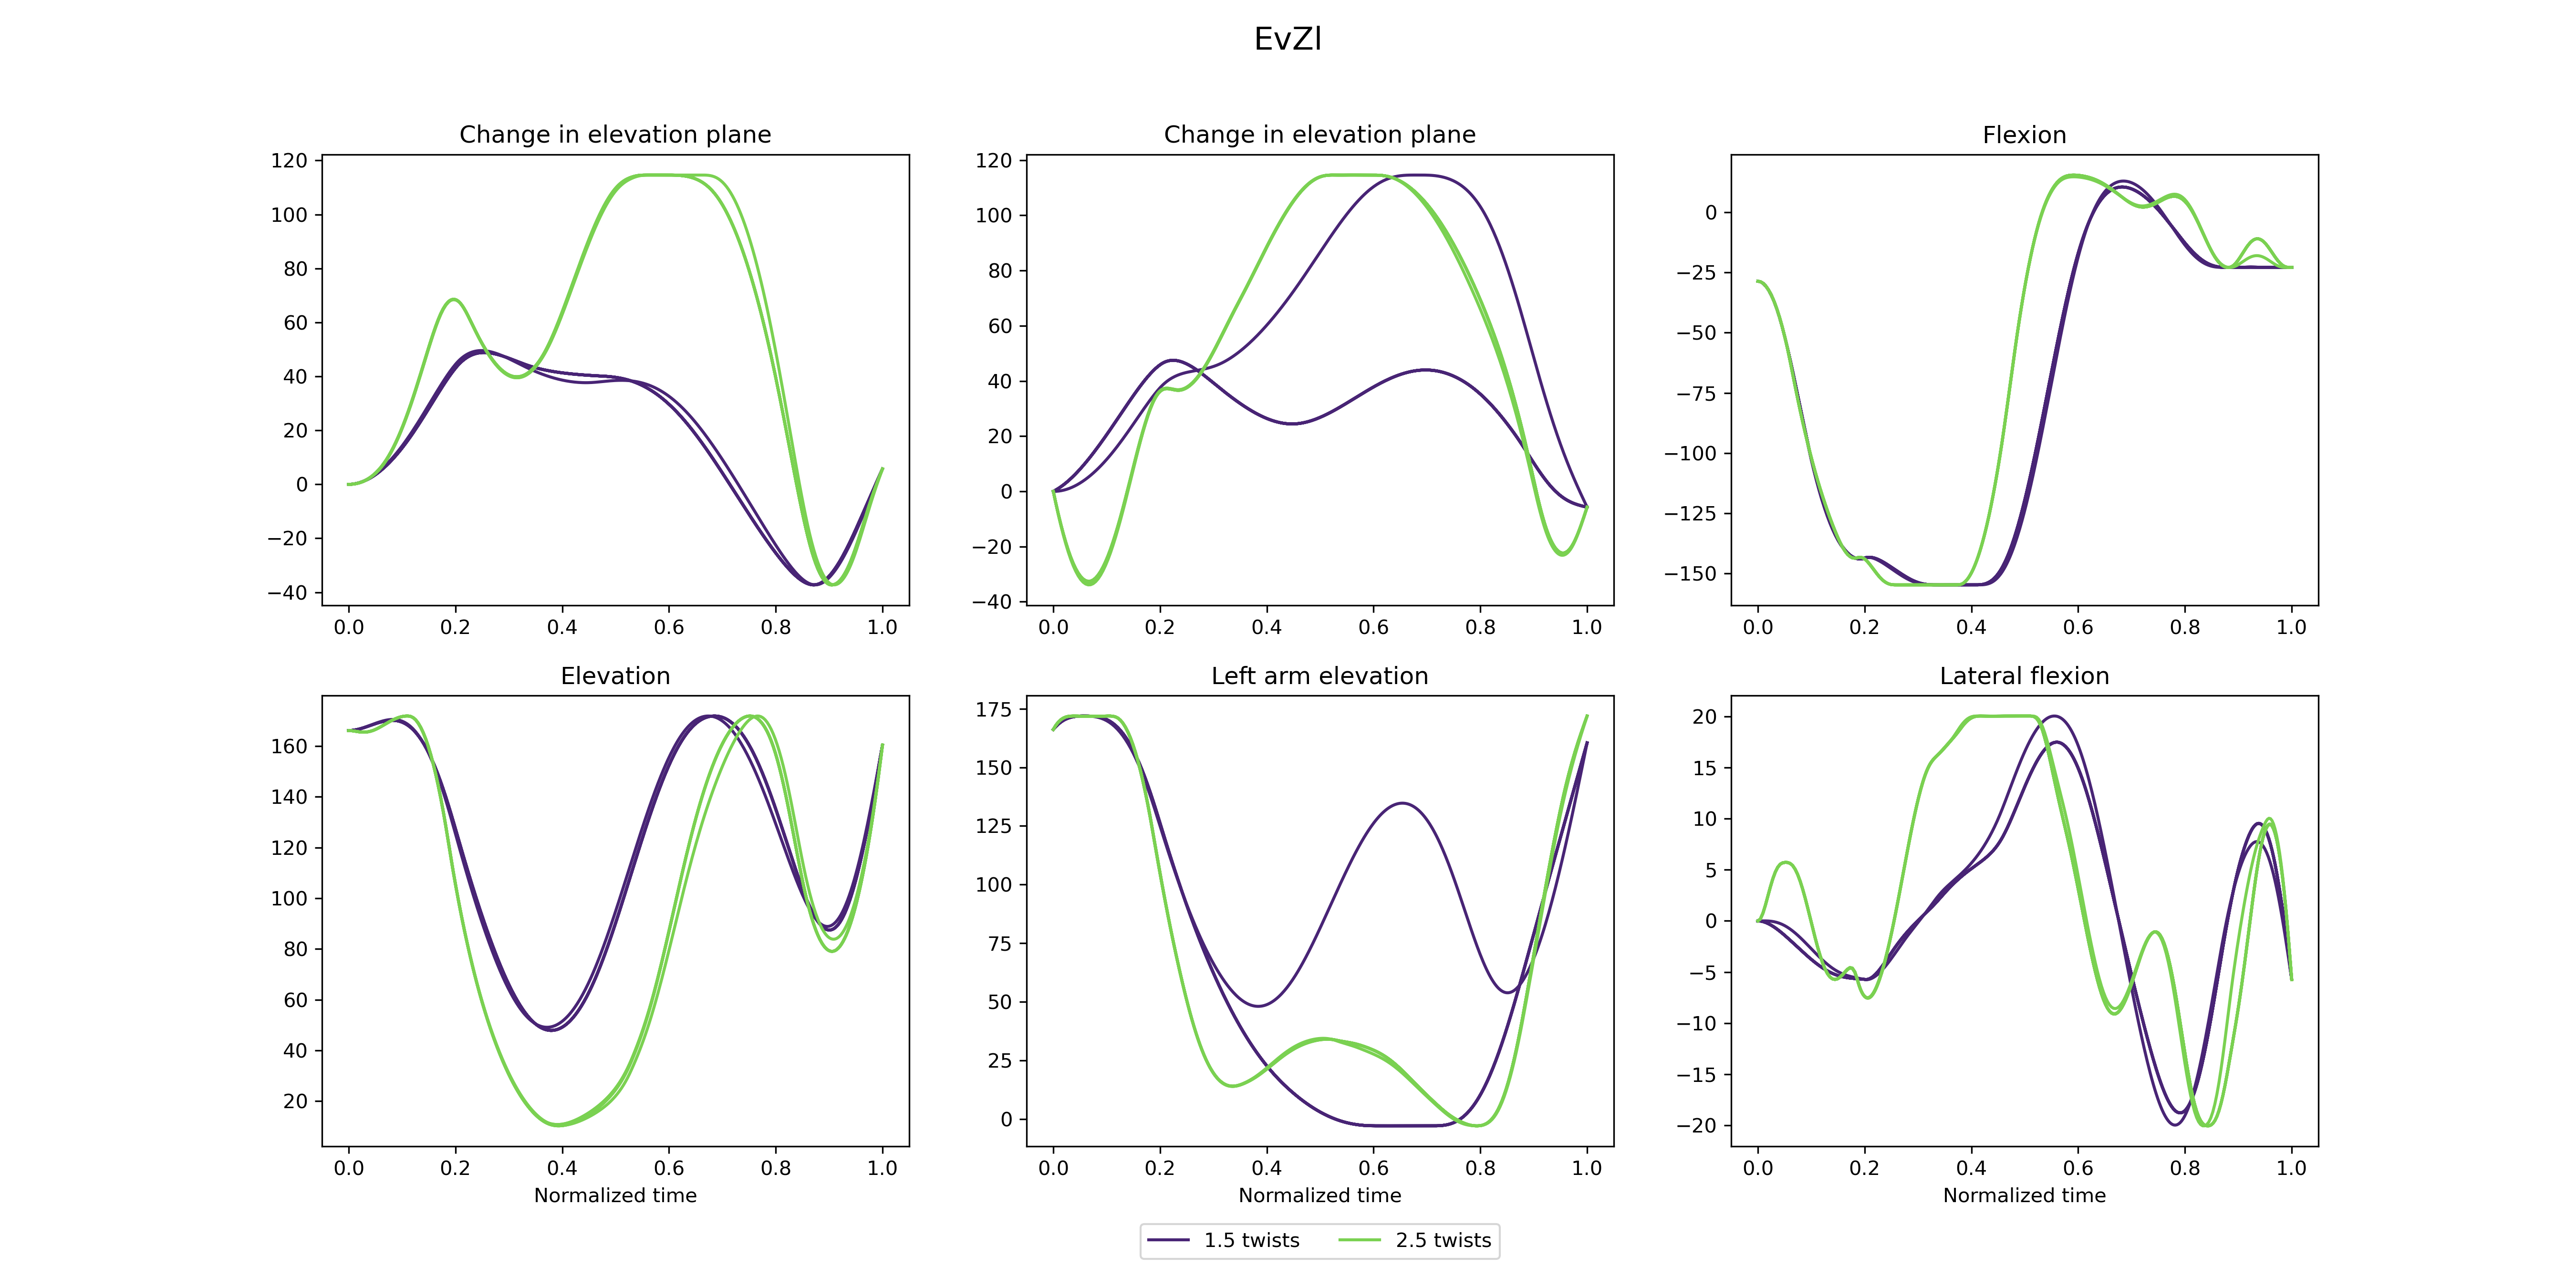 EvZl
Change in elevation plane
Change in elevation plane
Flexion
120
100
80
60
40
20
0
−20
−40
0.0 0.2 0.4 0.6 0.8 1.0
120
100
80
60
40
20
0
−20
−40
0.0 0.2 0.4 0.6 0.8 1.0
0
−25
−50
−75
−100
−125
−150
0.0 0.2 0.4 0.6 0.8 1.0
Elevation
Left arm elevation
Lateral flexion
160
140
120
100
80
60
40
20
0.0 0.2 0.4 0.6 0.8 1.0
Normalized time
175
150
125
100
75
50
25
0
0.0 0.2 0.4 0.6 0.8 1.0
Normalized time
20
15
10
5
0
−5
−10
−15
−20
0.0 0.2 0.4 0.6 0.8 1.0
Normalized time
1.5 twists 2.5 twists